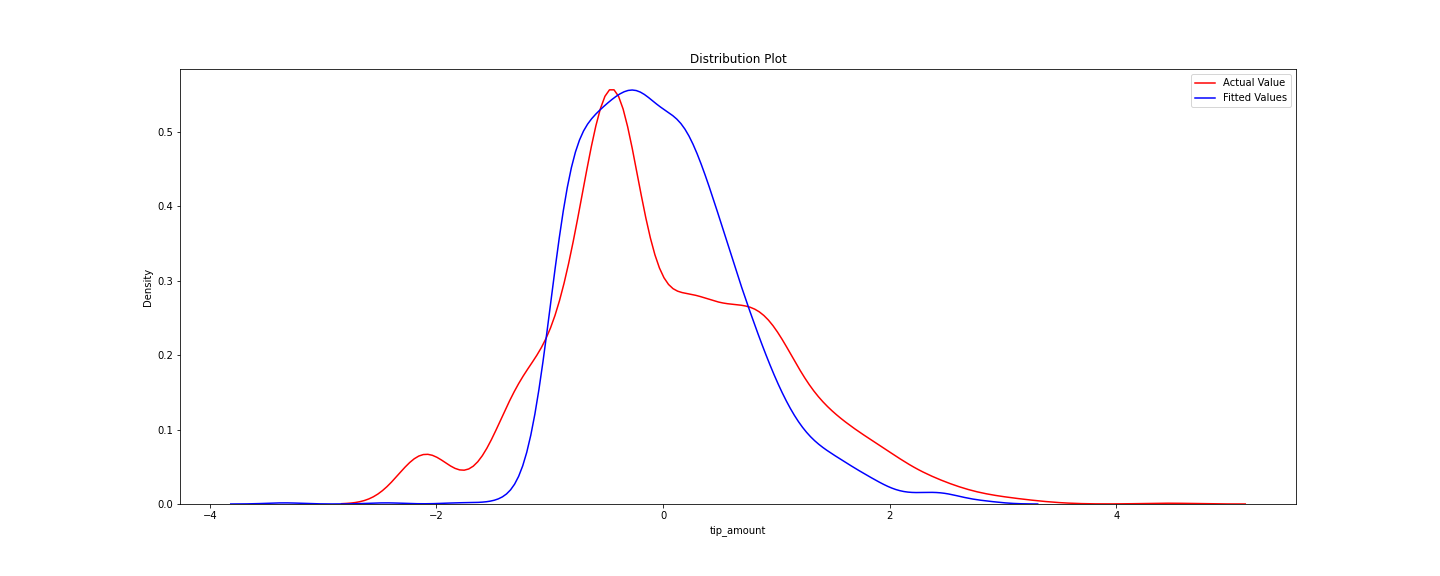 Distribution Plot
Actual Value
Fitted Values
Density
0.5
0.4
0.3
0.2
0.1
0.0
−4
−2
0
2
4
tip_amount